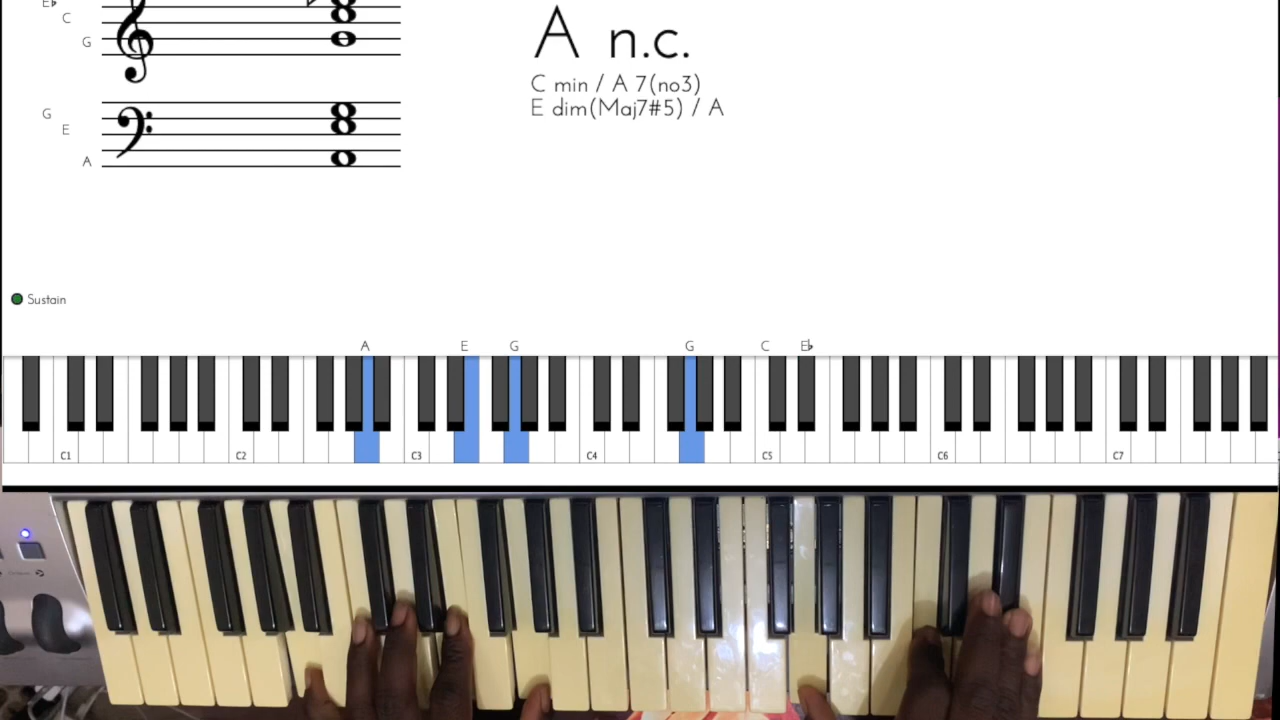 E♭
C
G
A n.c.
C min / A 7(no3)
E dim(Maj7#5) / A
G
E
A
Sustain
A E G G C E♭
C1 C2 C3 C4 C5 C6 C7